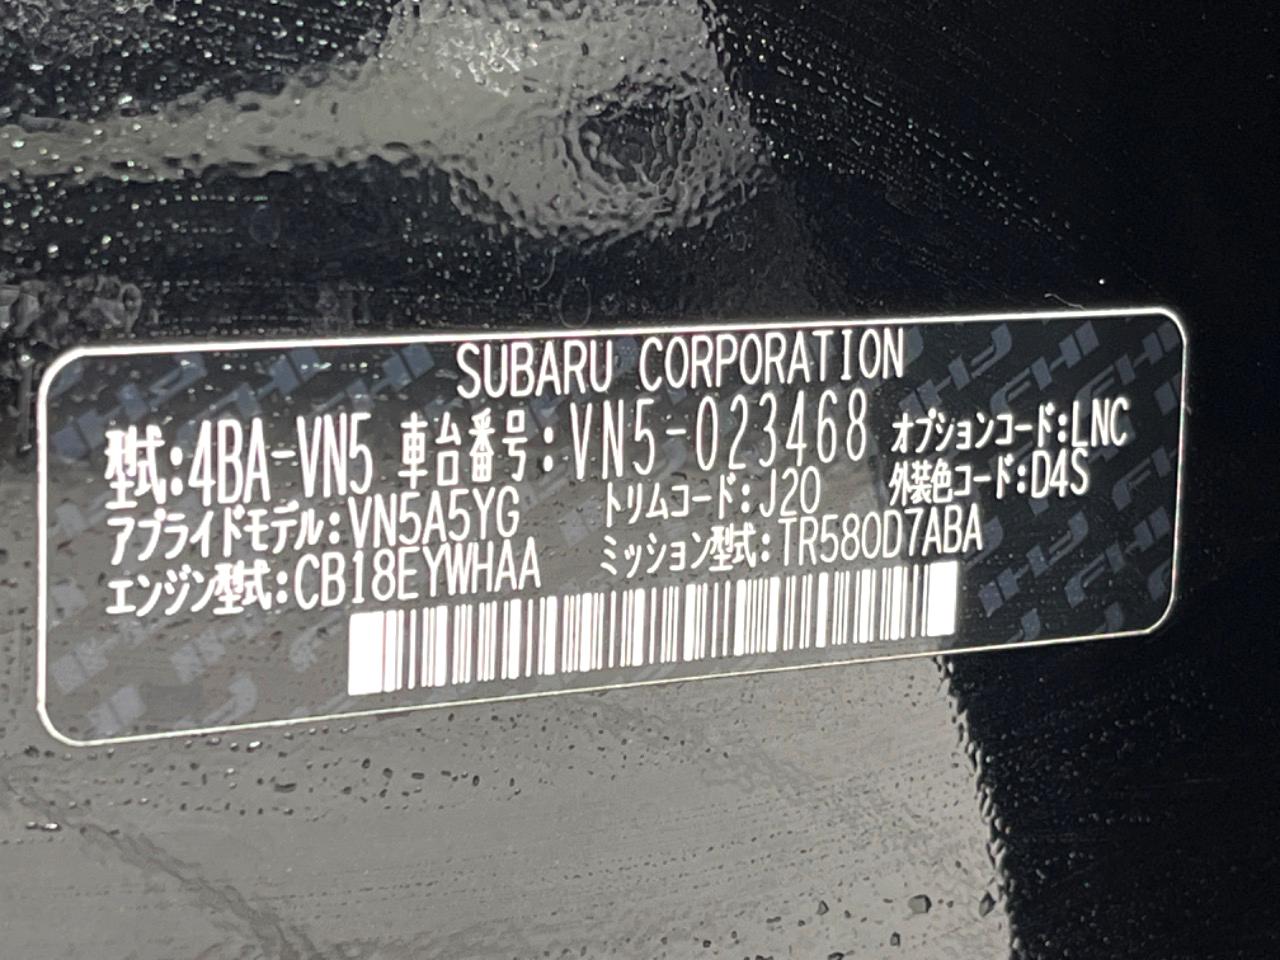 SUBARU CORPORATION
型式:4BA-VN5 車台番号:VN5-023468 オプションコード:LNC
アプライドモデル:VN5A5YG トリムコード:J20 外装色コード:D4S
エンジン型式:CB18EYWHAA ミッション型式:TR580D7ABA
FHI FHI FHI